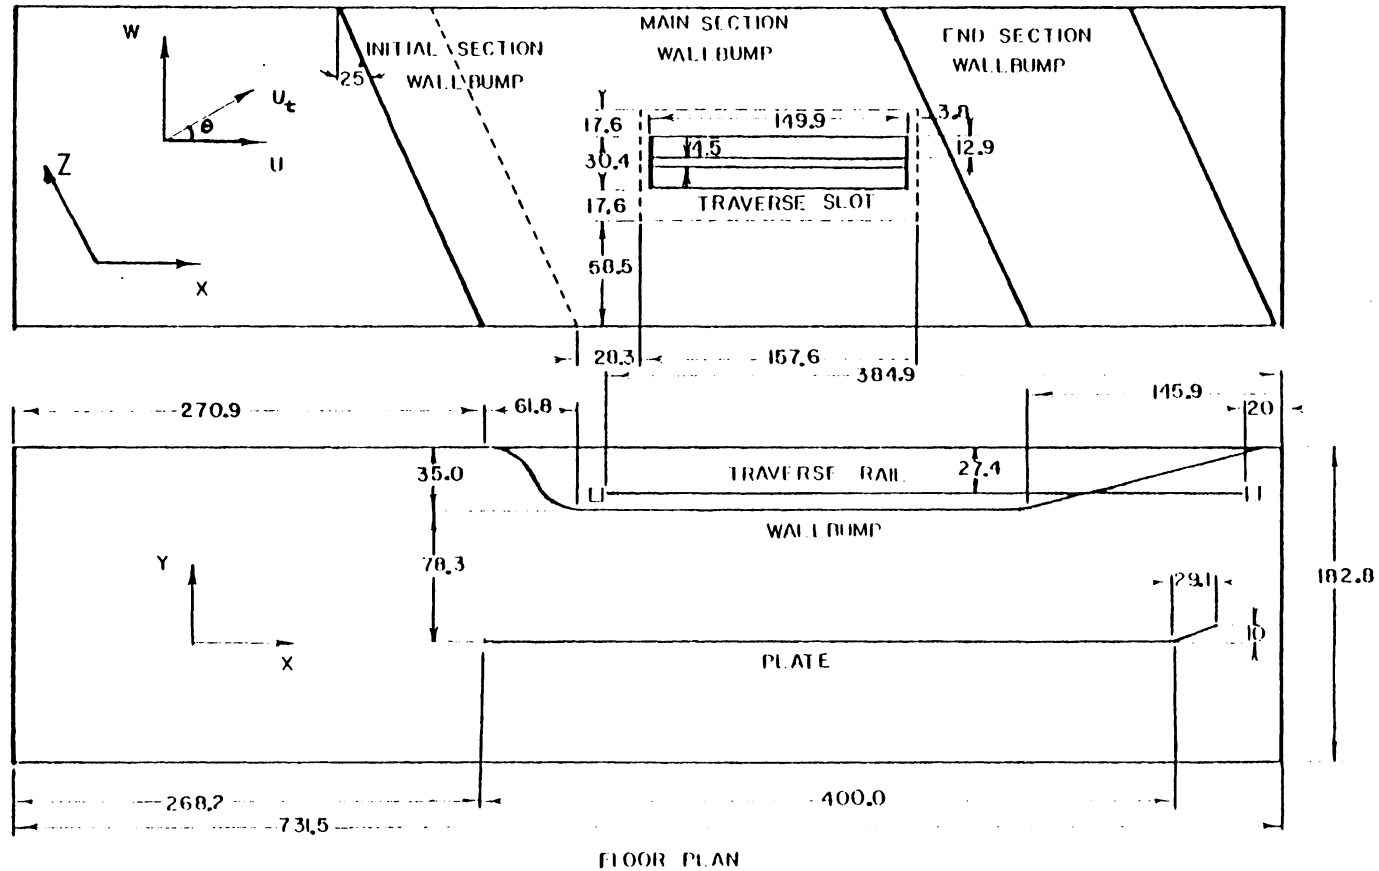 W
INITIAL SECTION
WALLBUMP
25
U_t
θ
U
Z
X
MAIN SECTION
WALLBUMP
END SECTION
WALLBUMP
17.6
149.9
3.8
30.4
4.5
12.9
17.6
TRAVERSE SLOT
58.5
28.3
157.6
384.9
270.9
61.8
145.9
20
35.0
TRAVERSE RAIL
27.4
WALLBUMP
Y
78.3
29.1
182.8
X
PLATE
10
268.2
400.0
731.5
FLOOR PLAN